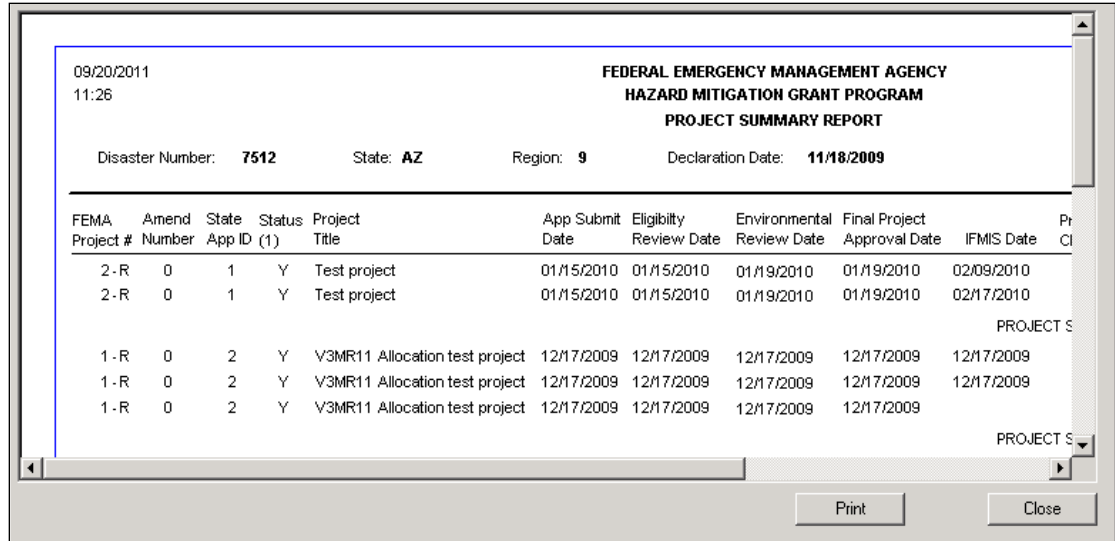 09/20/2011 FEDERAL EMERGENCY MANAGEMENT AGENCY
11:26 HAZARD MITIGATION GRANT PROGRAM
PROJECT SUMMARY REPORT
Disaster Number: 7512 State: AZ Region: 9 Declaration Date: 11/18/2009
FEMA Amend State Status Project App Submit Eligibilty Environmental Final Project Pr
Project # Number App ID (1) Title Date Review Date Review Date Approval Date IFMIS Date Cl
2 - R 0 1 Y Test project 01/15/2010 01/15/2010 01/19/2010 01/19/2010 02/09/2010
2 - R 0 1 Y Test project 01/15/2010 01/15/2010 01/19/2010 01/19/2010 02/17/2010
PROJECT S
1 - R 0 2 Y V3MR11 Allocation test project 12/17/2009 12/17/2009 12/17/2009 12/17/2009 12/17/2009
1 - R 0 2 Y V3MR11 Allocation test project 12/17/2009 12/17/2009 12/17/2009 12/17/2009 12/17/2009
1 - R 0 2 Y V3MR11 Allocation test project 12/17/2009 12/17/2009 12/17/2009 12/17/2009
PROJECT S
Print Close